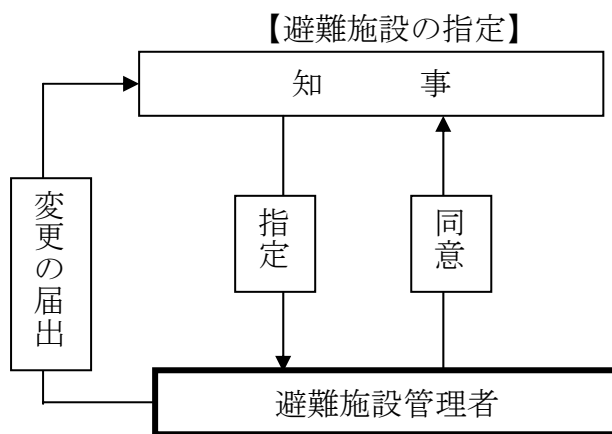 【避難施設の指定】
知　　　事
変更の届出
指定
同意
避難施設管理者